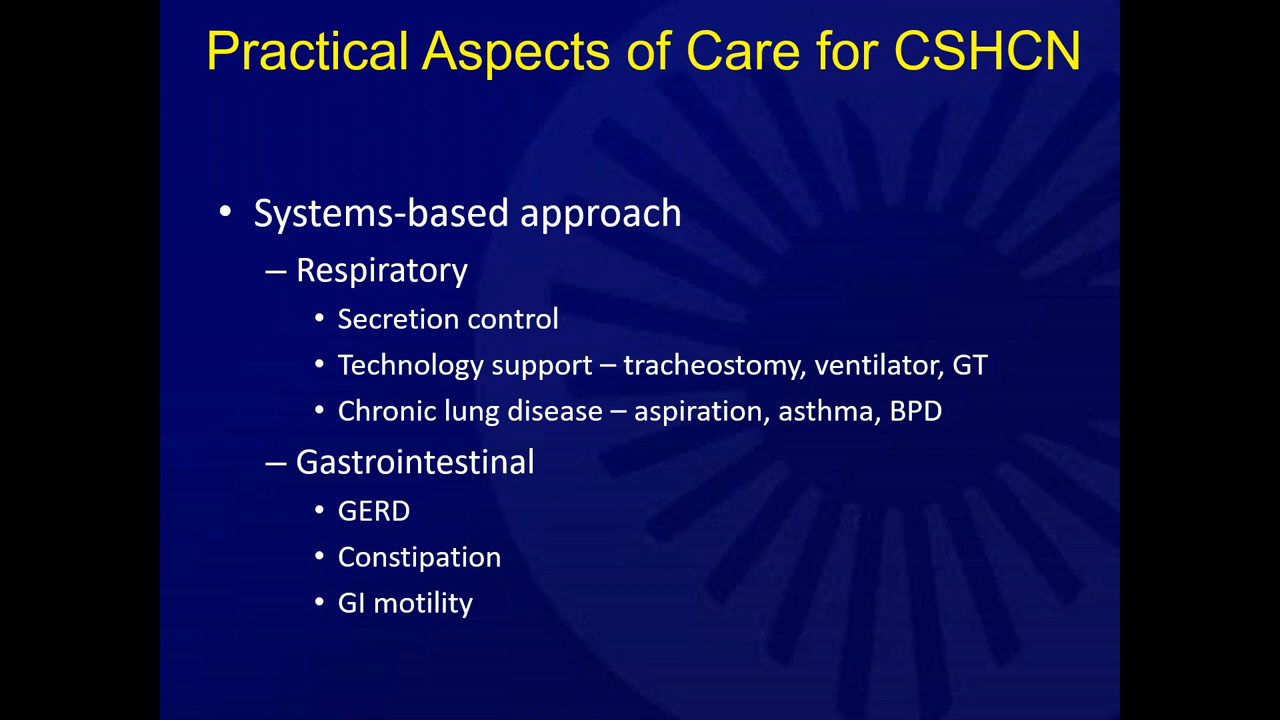 Practical Aspects of Care for CSHCN
• Systems-based approach
– Respiratory
• Secretion control
• Technology support – tracheostomy, ventilator, GT
• Chronic lung disease – aspiration, asthma, BPD
– Gastrointestinal
• GERD
• Constipation
• GI motility